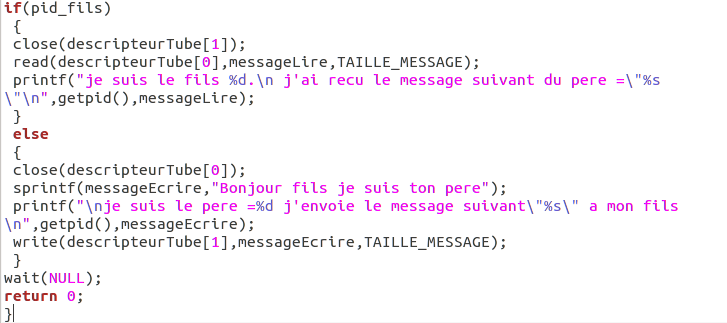 if(pid_fils)
{
close(descripteurTube[1]);
read(descripteurTube[0],messageLire,TAILLE_MESSAGE);
printf("je suis le fils %d.\n j'ai recu le message suivant du pere =\"%s
\"\n",getpid(),messageLire);
}
else
{
close(descripteurTube[0]);
sprintf(messageEcrire,"Bonjour fils je suis ton pere");
printf("\nje suis le pere =%d j'envoie le message suivant\"%s\" a mon fils
\n",getpid(),messageEcrire);
write(descripteurTube[1],messageEcrire,TAILLE_MESSAGE);
}
wait(NULL);
return 0;
}